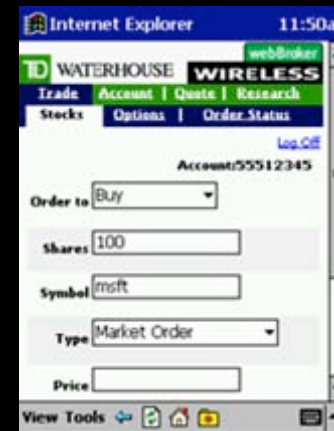 Internet Explorer 11:50a
webBroker
TD WATERHOUSE WIRELESS
Trade Account | Quote | Research
Stocks Options | Order Status
Log Off
Account:55512345
Order to Buy
Shares 100
Symbol msft
Type Market Order
Price
View Tools